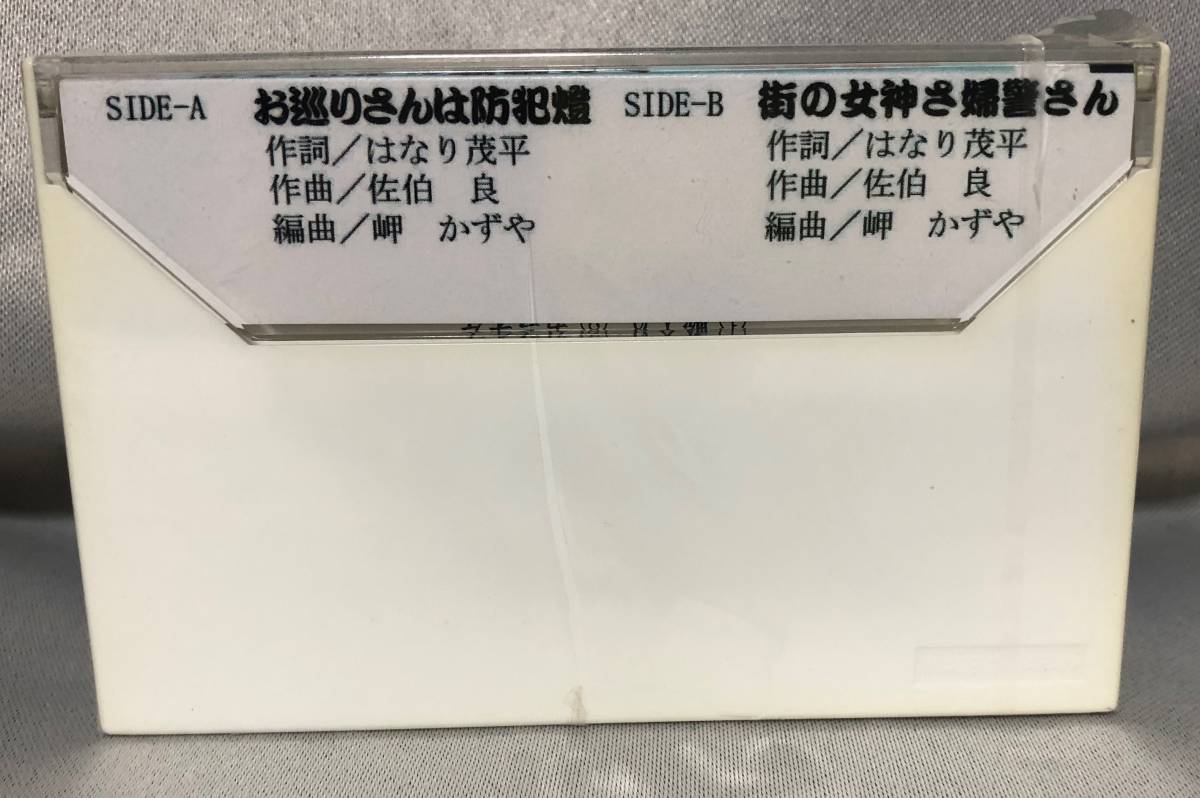 SIDE-A お巡りさんは防犯燈
作詞/はなり茂平
作曲/佐伯 良
編曲/岬 かずや
SIDE-B 街の女神さ婦警さん
作詞/はなり茂平
作曲/佐伯 良
編曲/岬 かずや